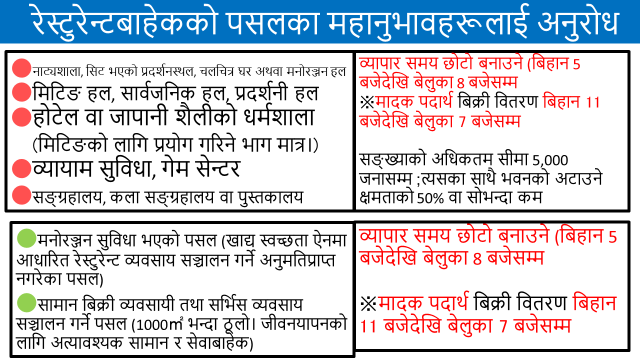 रेस्टुरेन्टबाहेकको पसलका महानुभावहरूलाई अनुरोध
नाट्यशाला, सिट भएको प्रदर्शनस्थल, चलचित्र घर अथवा मनोरञ्जन हल
मिटिङ हल, सार्वजनिक हल, प्रदर्शनी हल
होटेल वा जापानी शैलीको धर्मशाला
(मिटिङको लागि प्रयोग गरिने भाग मात्र।)
व्यायाम सुविधा, गेम सेन्टर
सङ्ग्रहालय, कला सङ्ग्रहालय वा पुस्तकालय
व्यापार समय छोटो बनाउने (बिहान 5
बजेदेखि बेलुका 8 बजेसम्म
※मादक पदार्थ बिक्री वितरण बिहान 11
बजेदेखि बेलुका 7 बजेसम्म
सङ्ख्याको अधिकतम सीमा 5,000
जनासम्म ;त्यसका साथै भवनको अटाउने
क्षमताको 50% वा सोभन्दा कम
मनोरञ्जन सुविधा भएको पसल (खाद्य स्वच्छता ऐनमा
आधारित रेस्टुरेन्ट व्यवसाय सञ्चालन गर्ने अनुमतिप्राप्त
नगरेका पसल)
सामान बिक्री व्यवसायी तथा सर्भिस व्यवसाय
सञ्चालन गर्ने पसल (1000㎡ भन्दा ठूलो। जीवनयापनको
लागि अत्यावश्यक सामान र सेवाबाहेक)
व्यापार समय छोटो बनाउने (बिहान 5
बजेदेखि बेलुका 8 बजेसम्म
※मादक पदार्थ बिक्री वितरण बिहान
11 बजेदेखि बेलुका 7 बजेसम्म